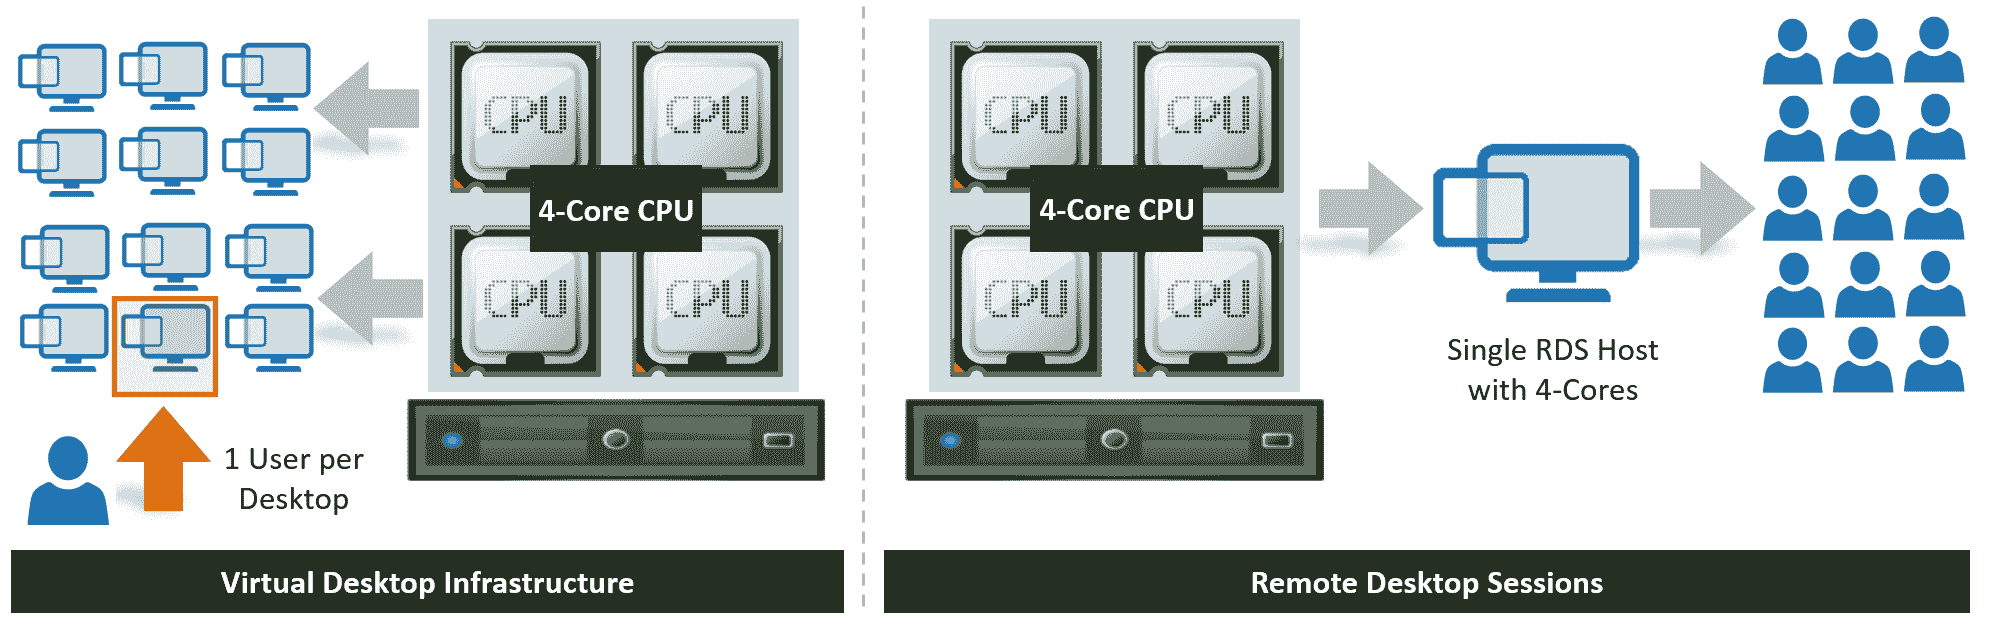 CPU
CPU
4-Core CPU
CPU
CPU
1 User per
Desktop
Virtual Desktop Infrastructure
CPU
CPU
4-Core CPU
CPU
CPU
Single RDS Host
with 4-Cores
Remote Desktop Sessions